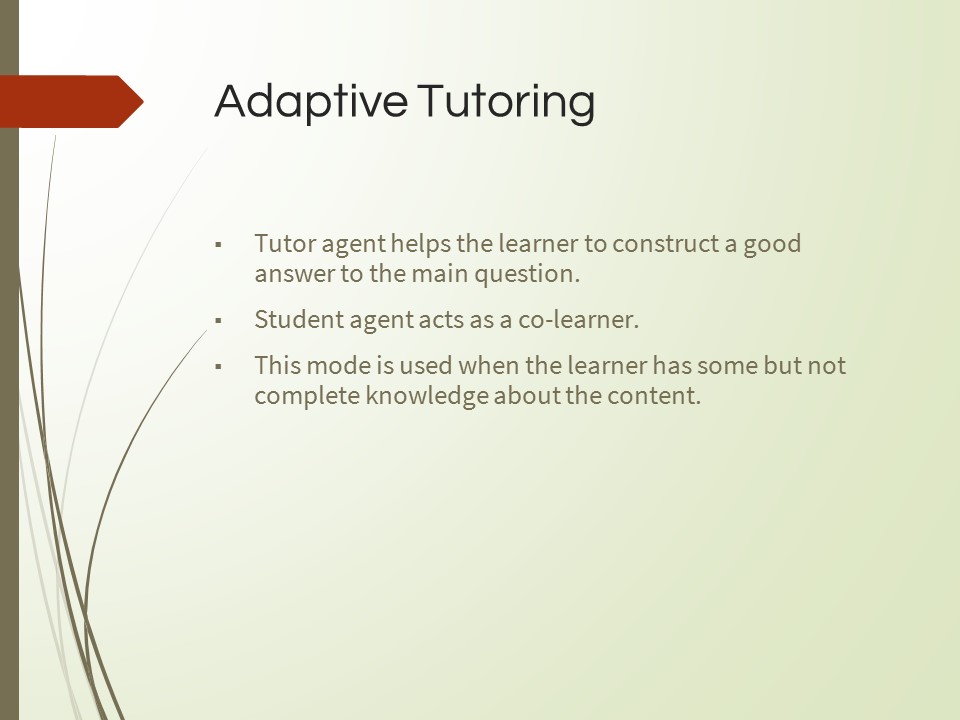 Adaptive Tutoring
▪ Tutor agent helps the learner to construct a good
answer to the main question.
▪ Student agent acts as a co-learner.
▪ This mode is used when the learner has some but not
complete knowledge about the content.